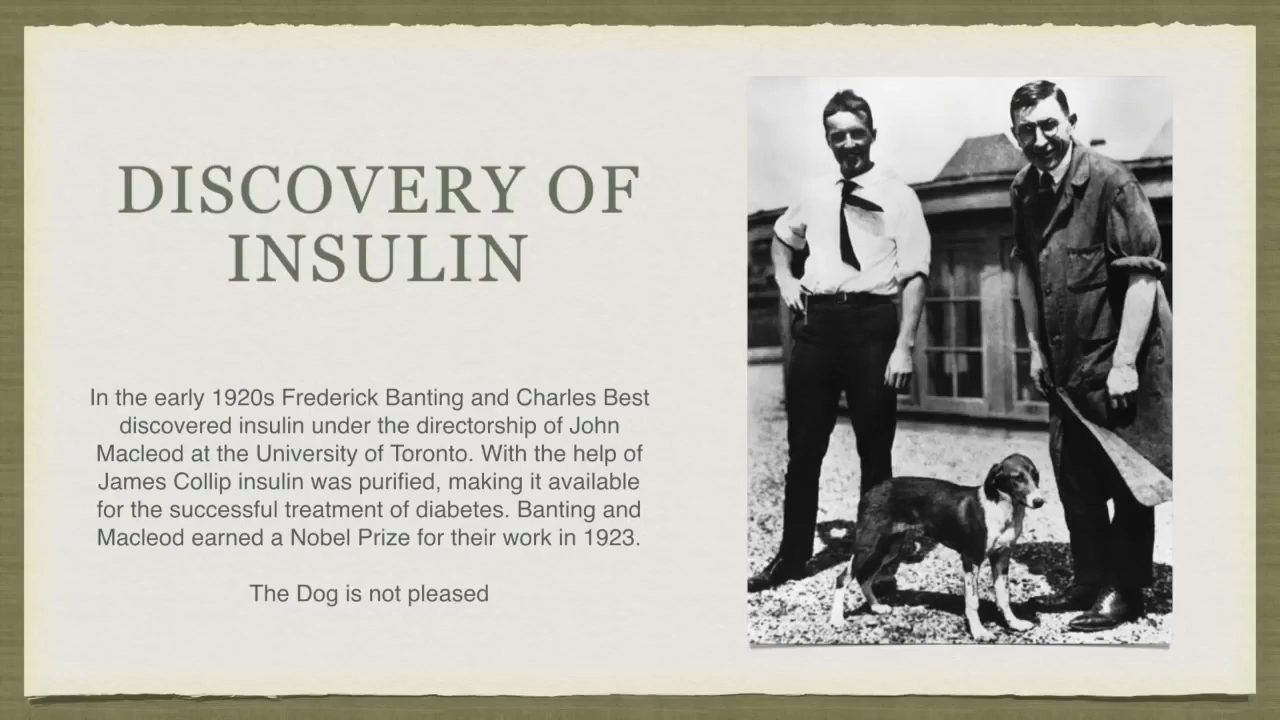 DISCOVERY OF
INSULIN
In the early 1920s Frederick Banting and Charles Best
discovered insulin under the directorship of John
Macleod at the University of Toronto. With the help of
James Collip insulin was purified, making it available
for the successful treatment of diabetes. Banting and
Macleod earned a Nobel Prize for their work in 1923.
The Dog is not pleased